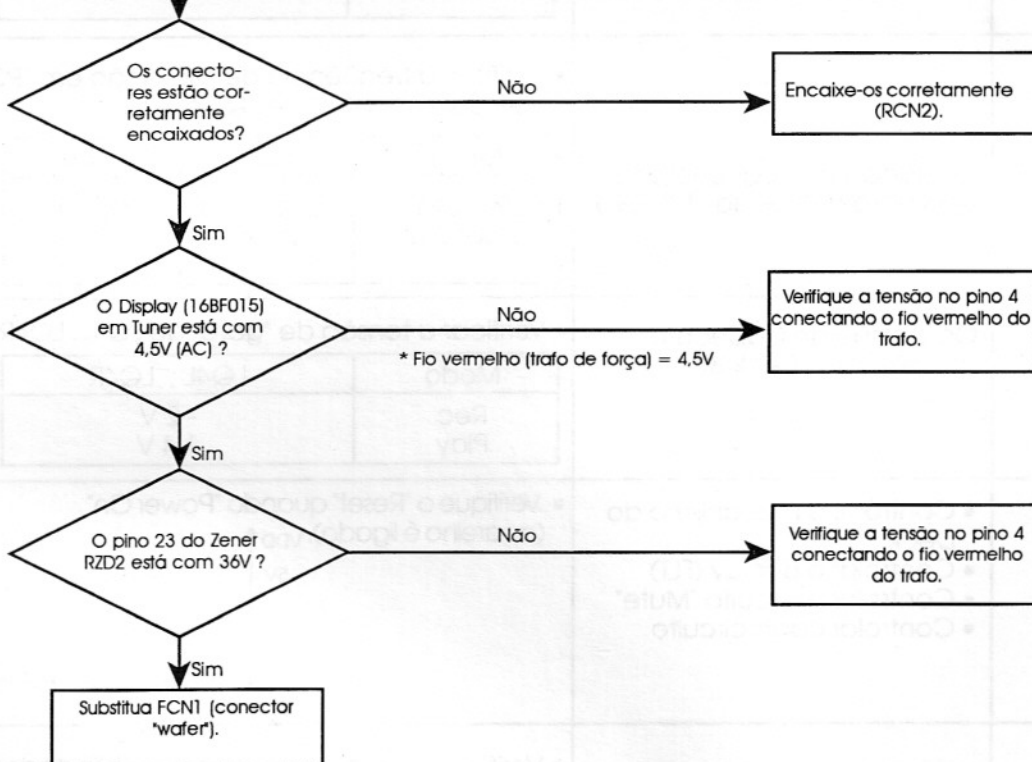 Os conecto-
res estão cor-
retamente
encaixados?
Não
Encaixe-os corretamente
(RCN2).
Sim
O Display (16BF015)
em Tuner está com
4,5V (AC) ?
Não
* Fio vermelho (trafo de força) = 4,5V
Verifique a tensão no pino 4
conectando o fio vermelho do
trafo.
Sim
O pino 23 do Zener
RZD2 está com 36V ?
Não
Verifique a tensão no pino 4
conectando o fio vermelho
do trafo.
Sim
Substitua FCN1 (conector
"wafer").